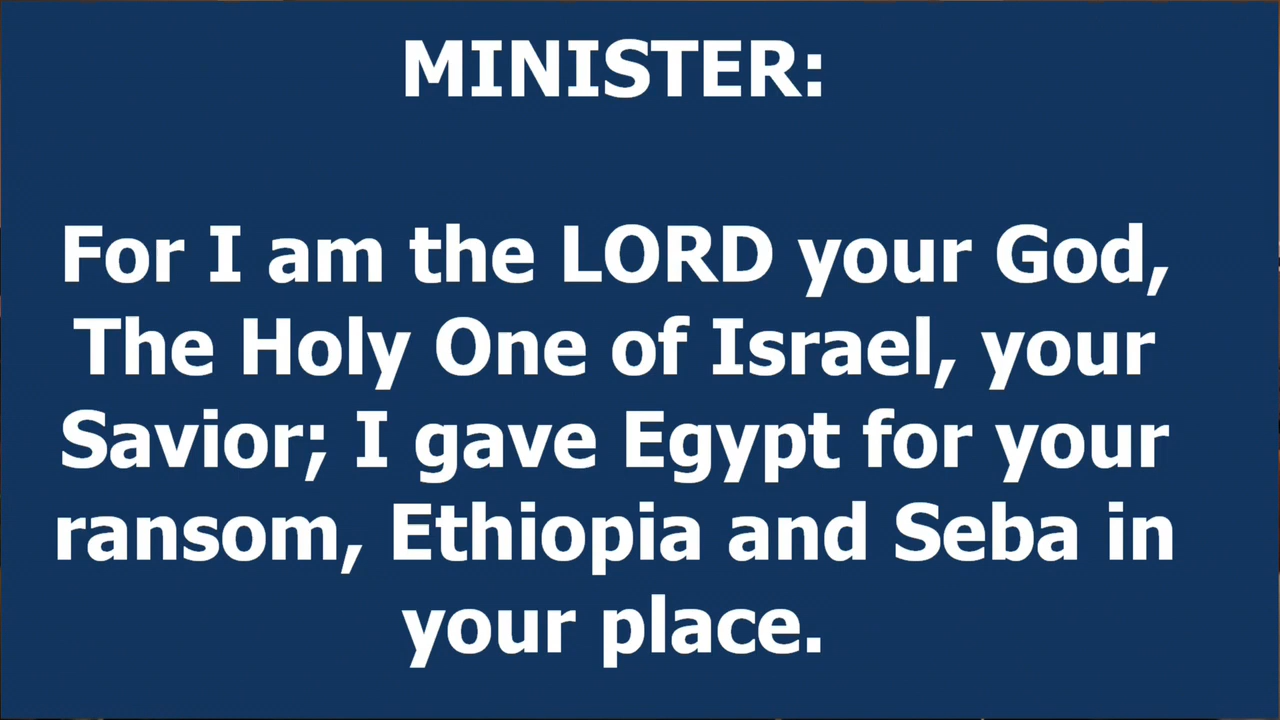 MINISTER:
For I am the LORD your God,
The Holy One of Israel, your
Savior; I gave Egypt for your
ransom, Ethiopia and Seba in
your place.